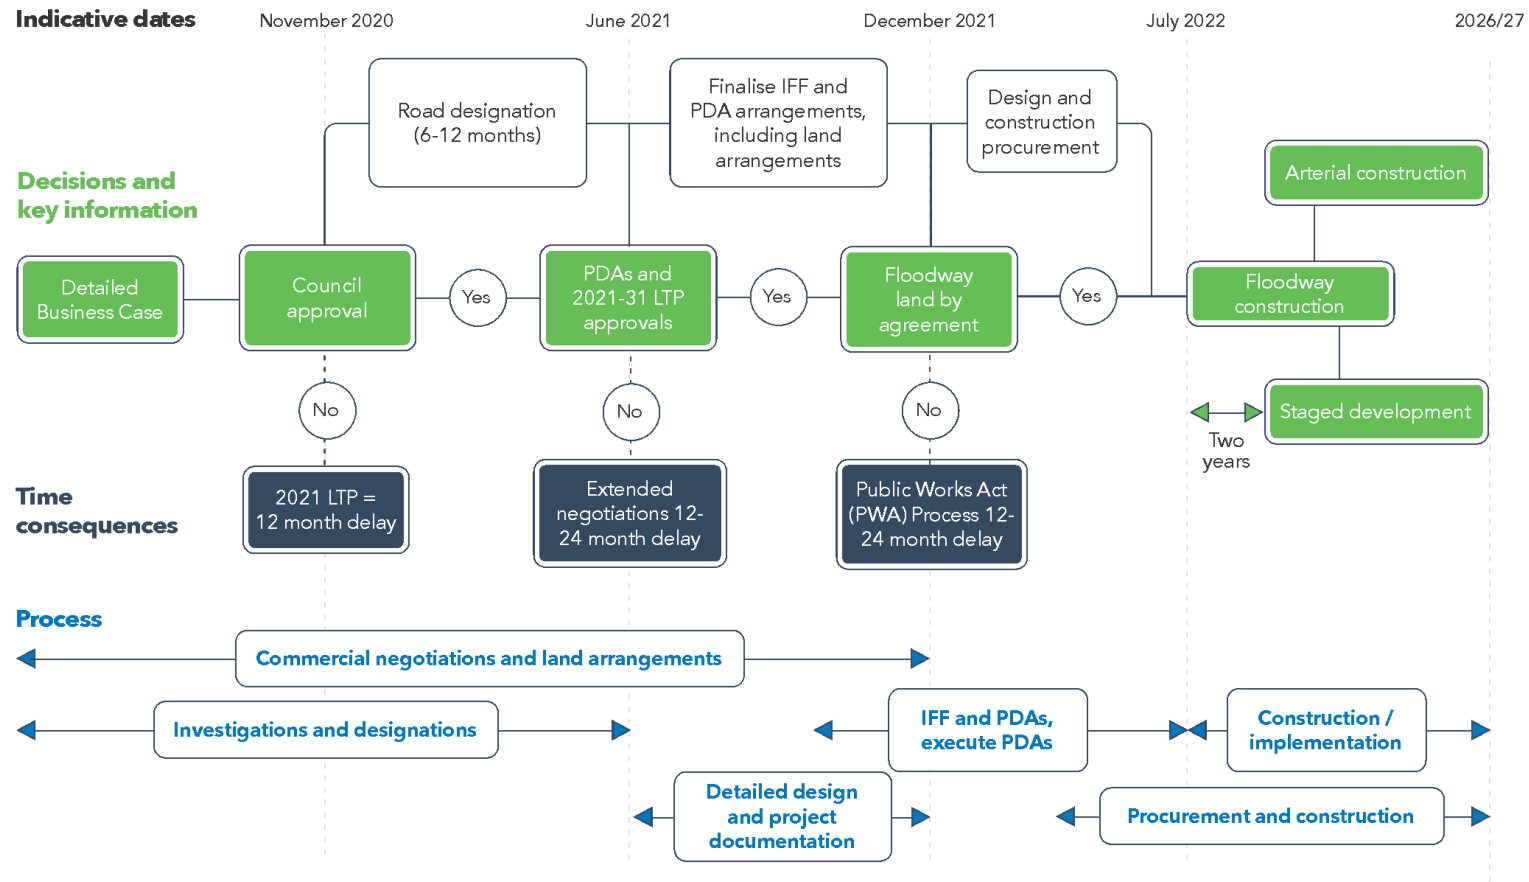 Indicative dates
November 2020
June 2021
December 2021
July 2022
2026/27
Road designation
(6-12 months)
Finalise IFF and
PDA arrangements,
including land
arrangements
Design and
construction
procurement
Decisions and
key information
Arterial construction
Detailed
Business Case
Council
approval
Yes
PDAs and
2021-31 LTP
approvals
Yes
Floodway
land by
agreement
Yes
Floodway
construction
No
No
No
Staged development
Two
years
Time
consequences
2021 LTP =
12 month delay
Extended
negotiations 12-
24 month delay
Public Works Act
(PWA) Process 12-
24 month delay
Process
Commercial negotiations and land arrangements
Investigations and designations
IFF and PDAs,
execute PDAs
Construction /
implementation
Detailed design
and project
documentation
Procurement and construction